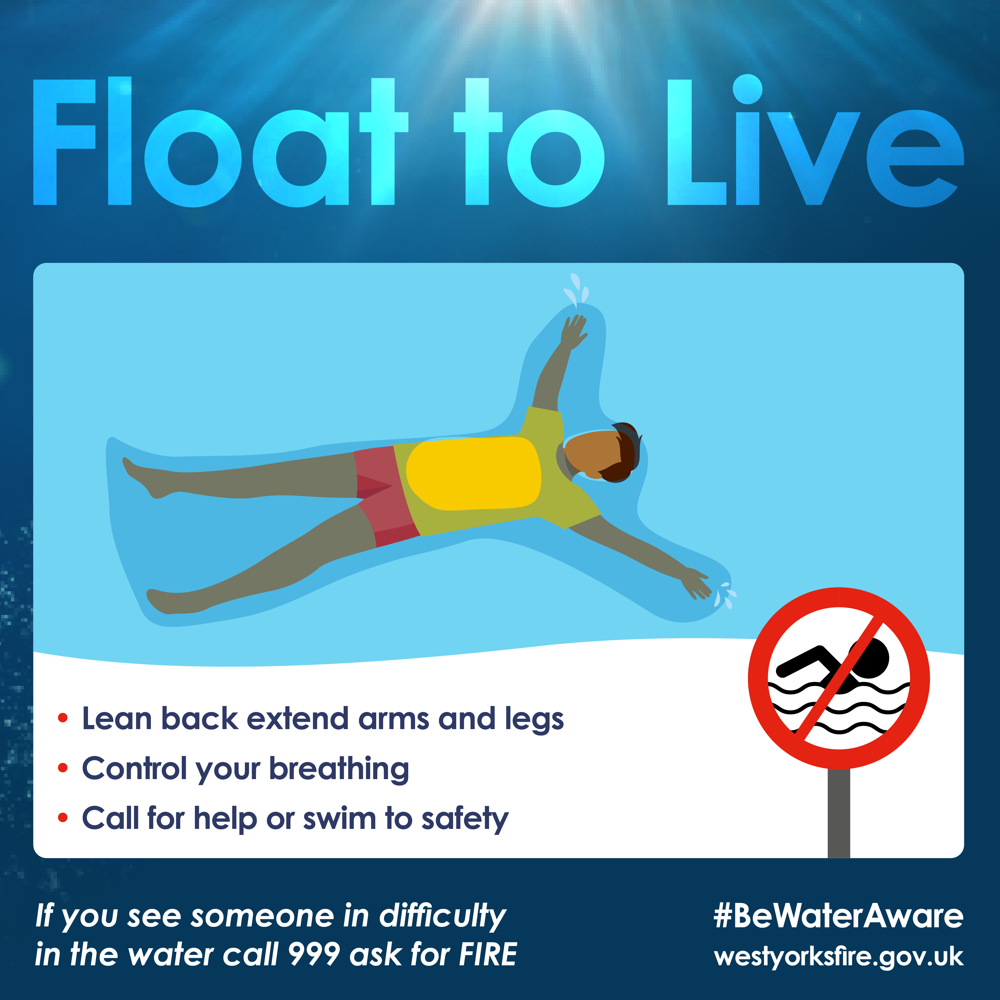 Float to Live
• Lean back extend arms and legs
• Control your breathing
• Call for help or swim to safety
If you see someone in difficulty
in the water call 999 ask for FIRE
#BeWaterAware
westyorksfire.gov.uk